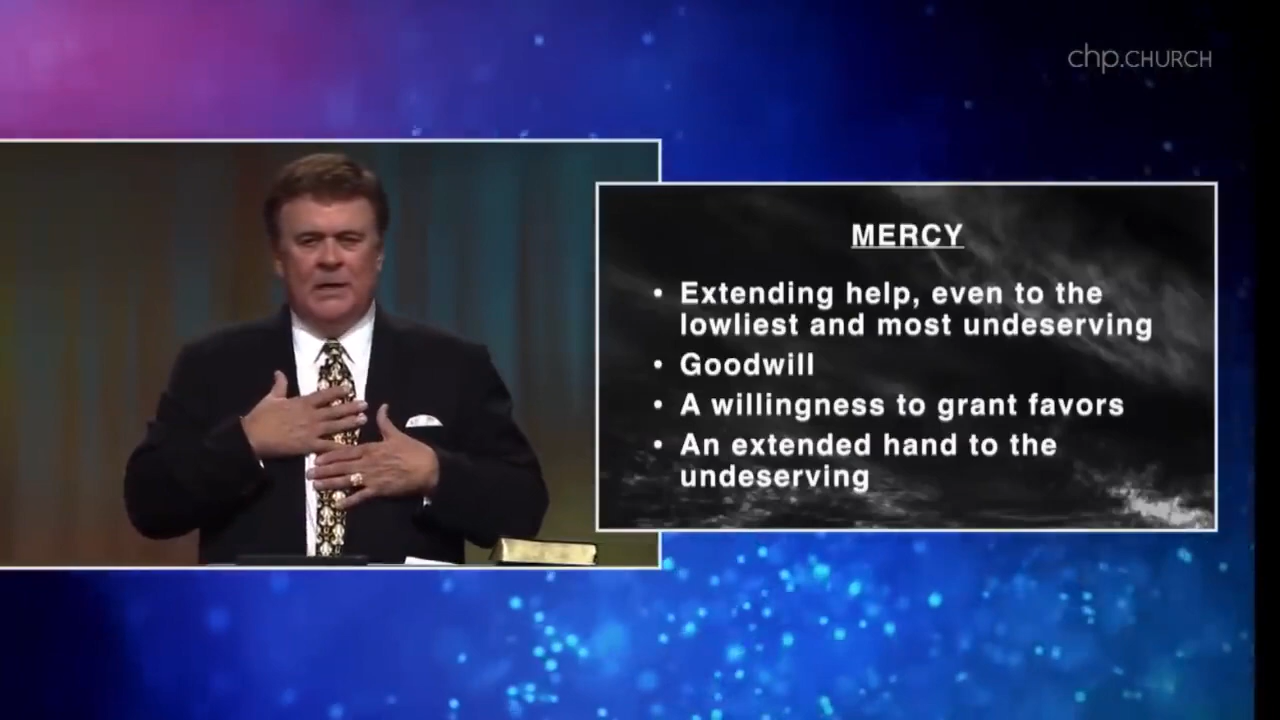 chp.CHURCH
MERCY
• Extending help, even to the
lowliest and most undeserving
• Goodwill
• A willingness to grant favors
• An extended hand to the
undeserving